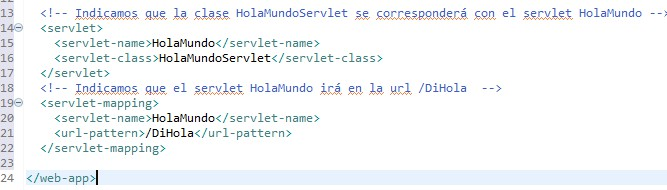 13 <!-- Indicamos que la clase HolaMundoServlet se corresponderá con el servlet HolaMundo -->
14 <servlet>
15 <servlet-name>HolaMundo</servlet-name>
16 <servlet-class>HolaMundoServlet</servlet-class>
17 </servlet>
18 <!-- Indicamos que el servlet HolaMundo irá en la url /DiHola -->
19 <servlet-mapping>
20 <servlet-name>HolaMundo</servlet-name>
21 <url-pattern>/DiHola</url-pattern>
22 </servlet-mapping>
23
24 </web-app>